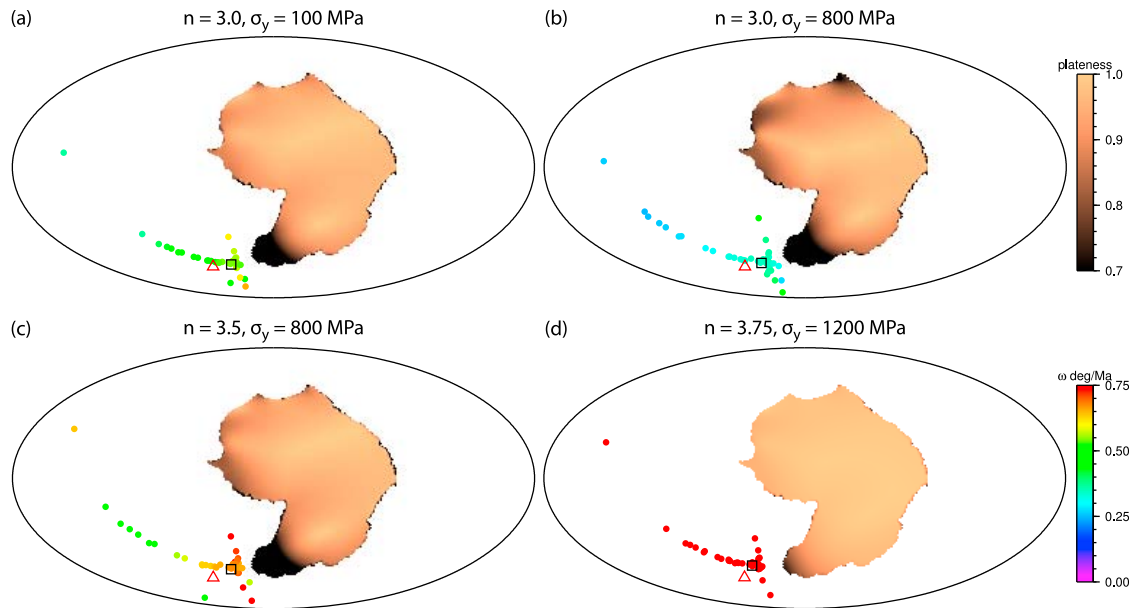 (a) n = 3.0, σy = 100 MPa
(b) n = 3.0, σy = 800 MPa
plateness
1.0
0.9
0.8
0.7
(c) n = 3.5, σy = 800 MPa
(d) n = 3.75, σy = 1200 MPa
ω deg/Ma
0.75
0.50
0.25
0.00